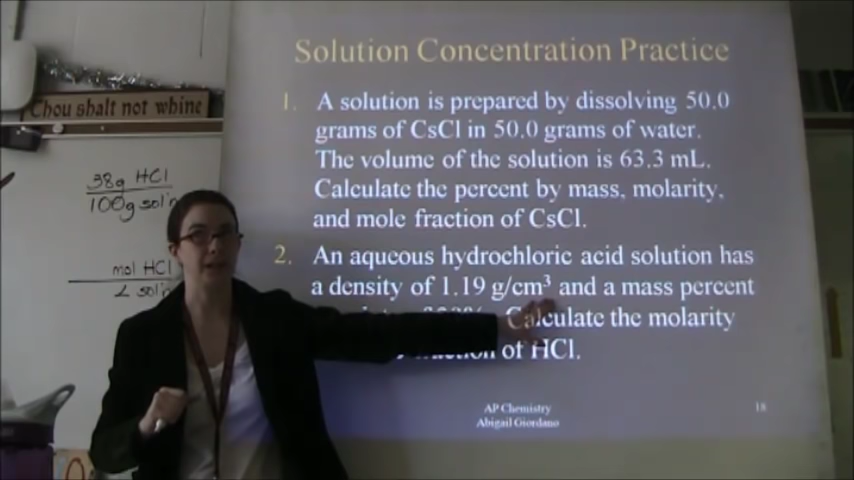 Solution Concentration Practice
Chou shalt not whine
1. A solution is prepared by dissolving 50.0
grams of CsCl in 50.0 grams of water.
The volume of the solution is 63.3 mL.
Calculate the percent by mass, molarity,
and mole fraction of CsCl.
38g HCl
100g sol'n
mol HCl
L sol'n
2. An aqueous hydrochloric acid solution has
a density of 1.19 g/cm³ and a mass percent
Calculate the molarity
of HCl.
AP Chemistry
Abigail Giordano
18